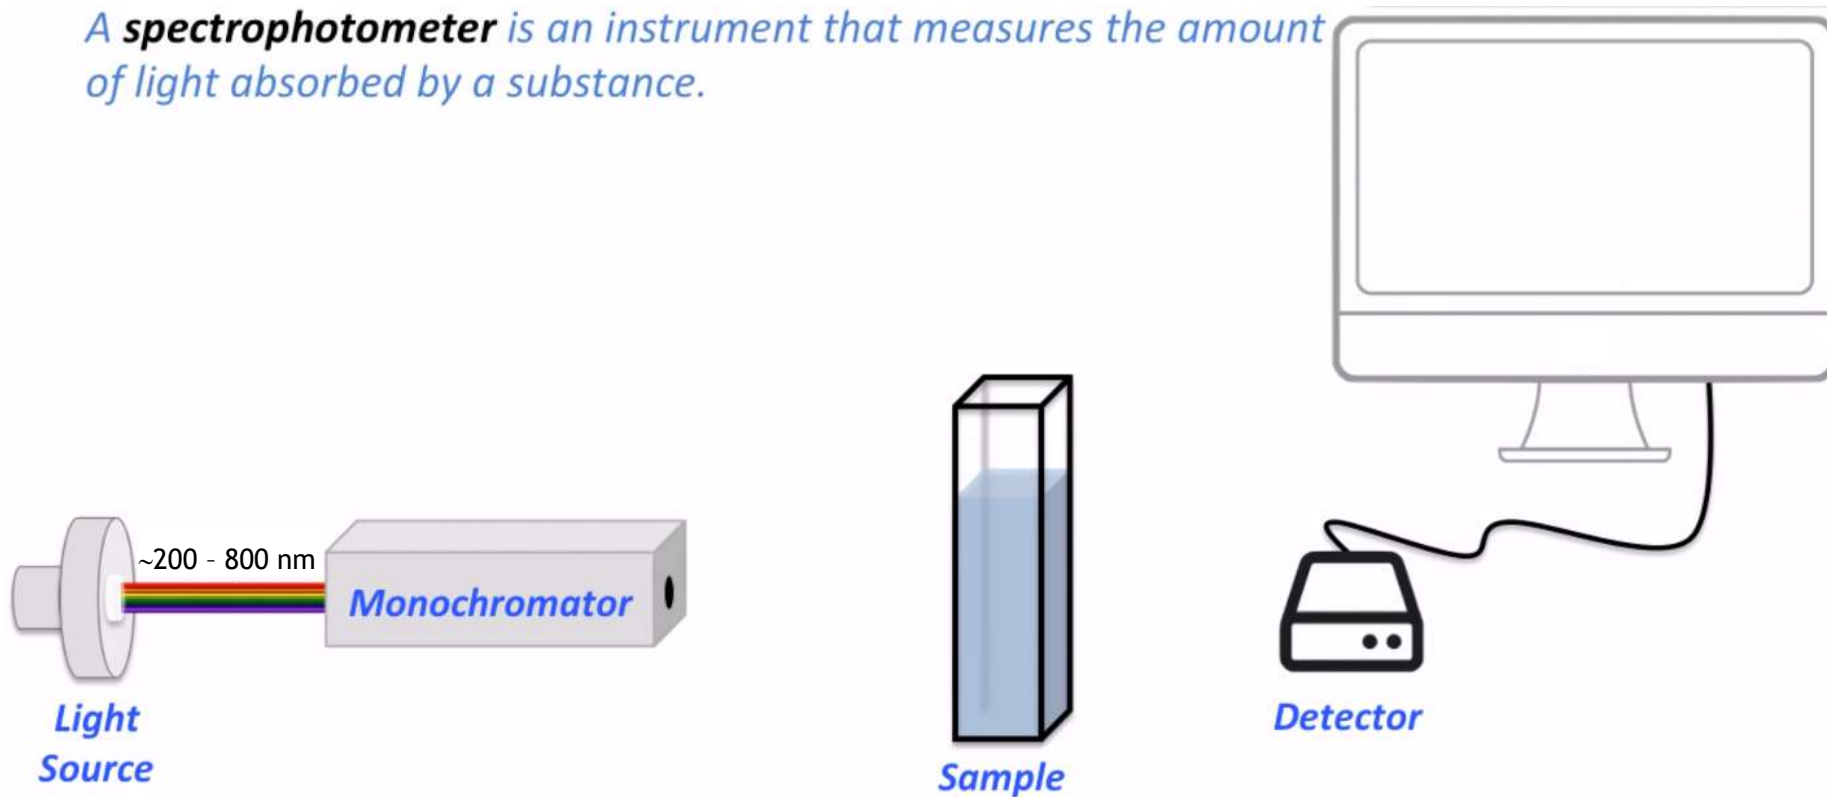 A spectrophotometer is an instrument that measures the amount
of light absorbed by a substance.
~200 - 800 nm
Monochromator
Light
Source
Sample
Detector